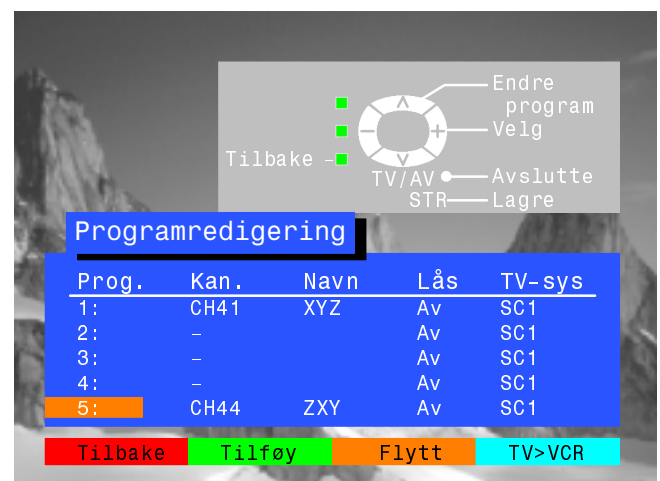 Endre
program
Velg
Tilbake
TV/AV Avslutte
STR Lagre
Programredigering
Prog. Kan. Navn Lås TV-sys
1: CH41 XYZ Av SC1
2: – Av SC1
3: – Av SC1
4: – Av SC1
5: CH44 ZXY Av SC1
Tilbake Tilføy Flytt TV>VCR